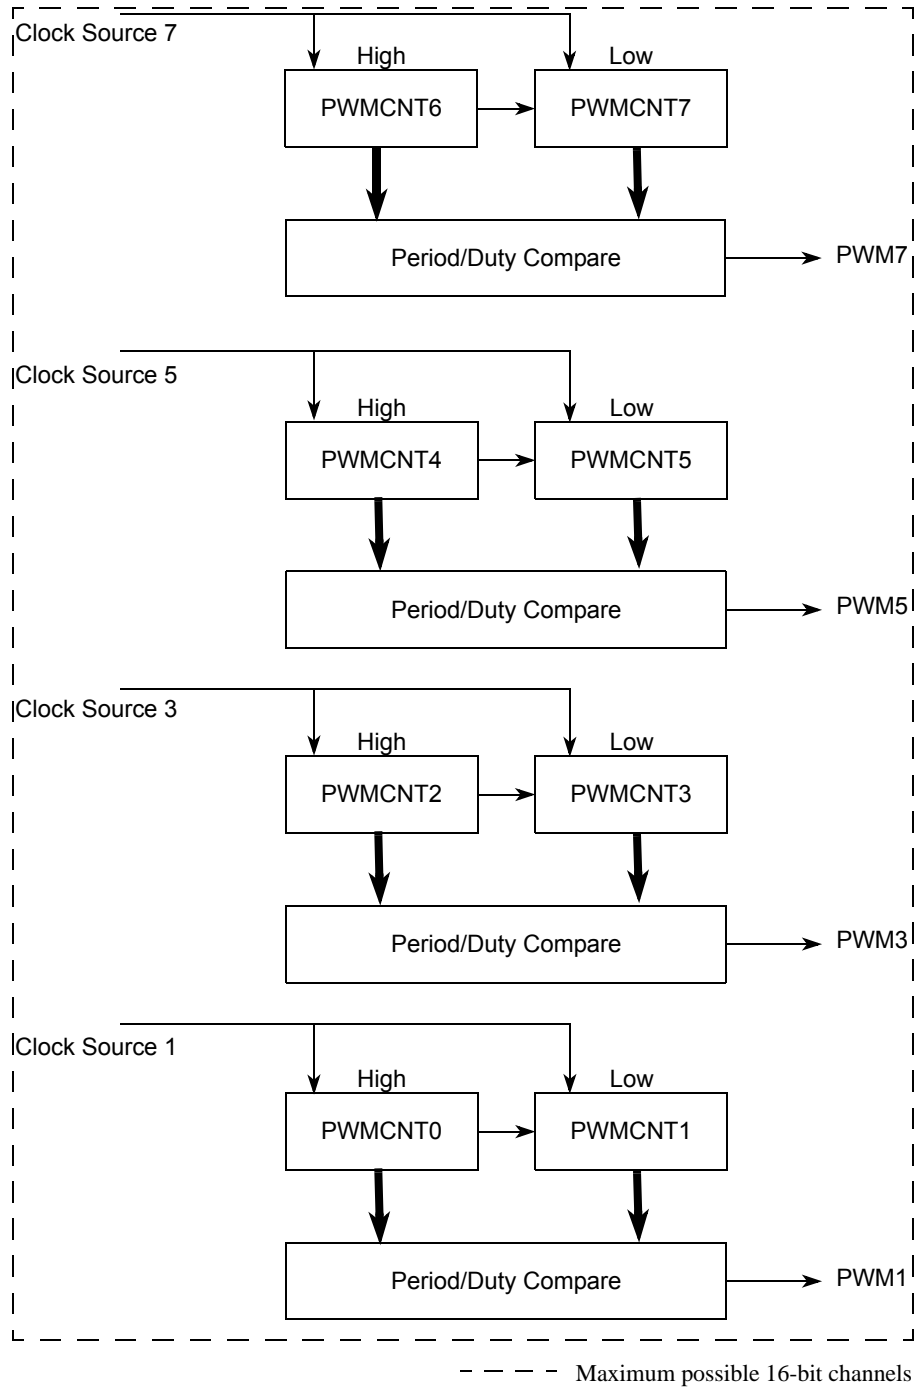 Clock Source 7
High
Low
PWMCNT6
PWMCNT7
Period/Duty Compare
PWM7
Clock Source 5
High
Low
PWMCNT4
PWMCNT5
Period/Duty Compare
PWM5
Clock Source 3
High
Low
PWMCNT2
PWMCNT3
Period/Duty Compare
PWM3
Clock Source 1
High
Low
PWMCNT0
PWMCNT1
Period/Duty Compare
PWM1
Maximum possible 16-bit channels